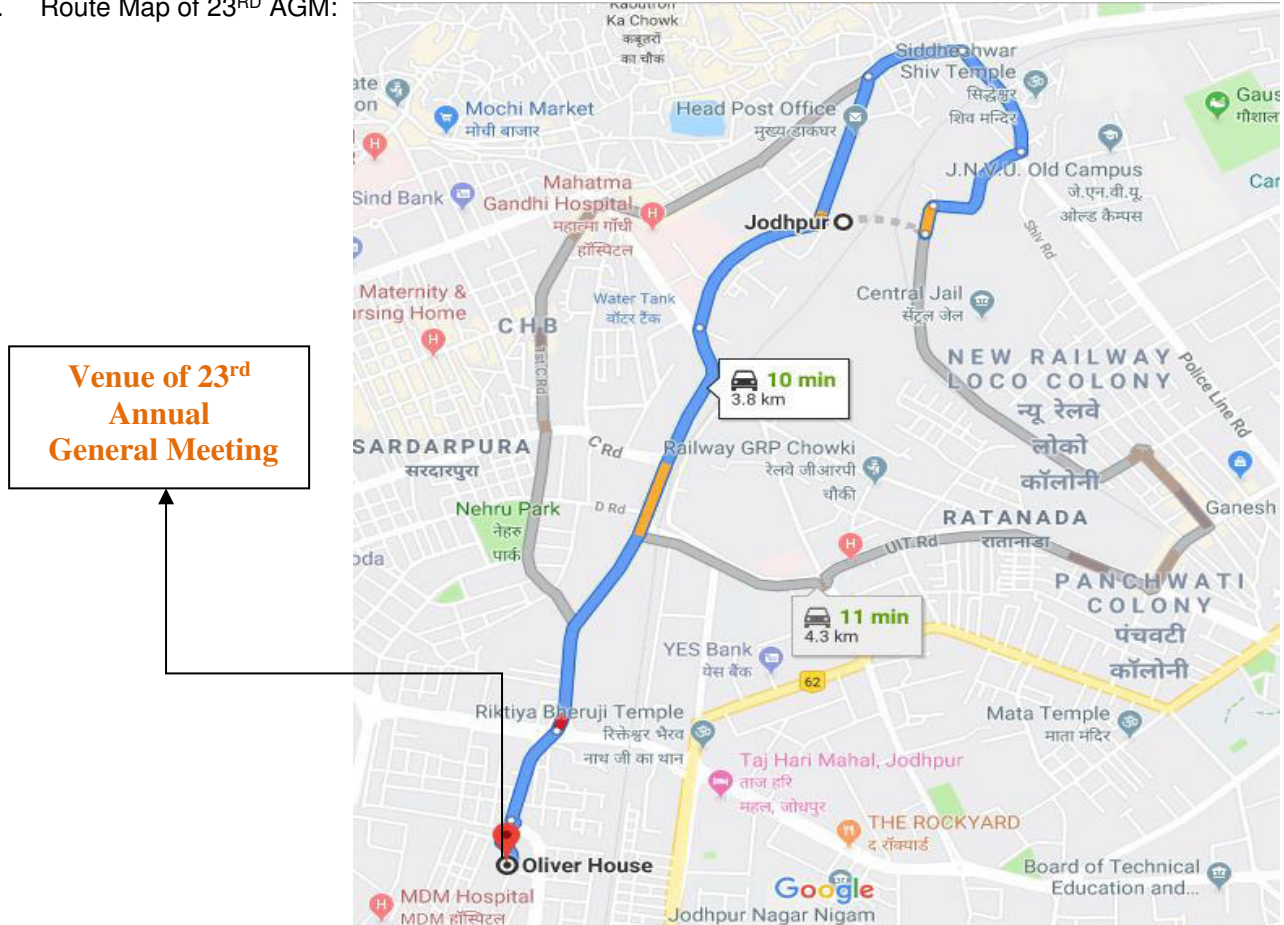 . Route Map of 23RD AGM:
Ka Chowk
कबूतरों
का चौक
Siddheshwar
Shiv Temple
सिद्धेश्वर
शिव मन्दिर
Mochi Market
मोची बाजार
Head Post Office
मुख्य डाकघर
गौशाल
J.N.V.U. Old Campus
जे.एन.वी.यू.
ओल्ड कैम्पस
Sind Bank
Mahatma
Gandhi Hospital
महात्मा गाँधी
हॉस्पिटल
Jodhpur
Shiv Rd
Maternity &
Water Tank
वॉटर टैंक
Central Jail
सेंट्रल जेल
CHB
1st C Rd
NEW RAILWAY
LOCO COLONY
न्यू रेलवे
लोको
कॉलोनी
Police Line Rd
Venue of 23rd
Annual
General Meeting
10 min
3.8 km
SARDARPURA
सरदारपुरा
C Rd
Railway GRP Chowki
रेलवे जीआरपी
चौकी
Nehru Park
नेहरु
पार्क
D Rd
Ganesh
RATANADA
रातानाडा
UIT Rd
PANCHWATI
COLONY
पंचवटी
कॉलोनी
11 min
4.3 km
YES Bank
येस बैंक
62
Riktiya Bheruji Temple
रिक्तेश्वर भैरव
नाथ जी का थान
Mata Temple
माता मंदिर
Taj Hari Mahal, Jodhpur
ताज हरि
महल, जोधपुर
THE ROCKYARD
द रॉक्यार्ड
Oliver House
Board of Technical
Education and...
MDM Hospital
MDM हॉस्पिटल
Google
Jodhpur Nagar Nigam